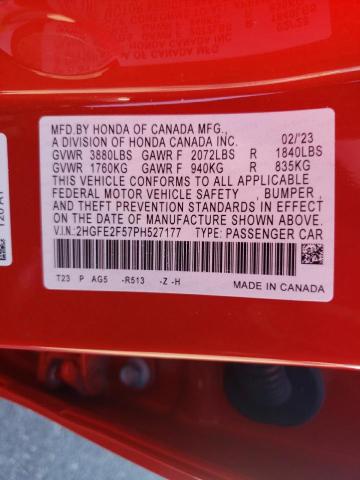 MFD.BY HONDA OF CANADA MFG.,
A DIVISION OF HONDA CANADA INC. 02/'23
GVWR 3880LBS GAWR F 2072LBS R 1840LBS
GVWR 1760KG GAWR F 940KG R 835KG
THIS VEHICLE CONFORMS TO ALL APPLICABLE
FEDERAL MOTOR VEHICLE SAFETY, BUMPER,
AND THEFT PREVENTION STANDARDS IN EFFECT
ON THE DATE OF MANUFACTURE SHOWN ABOVE.
V.I.N.:2HGFE2F57PH527177 TYPE: PASSENGER CAR
T23 P AG5 -R513 -Z -H
MADE IN CANADA